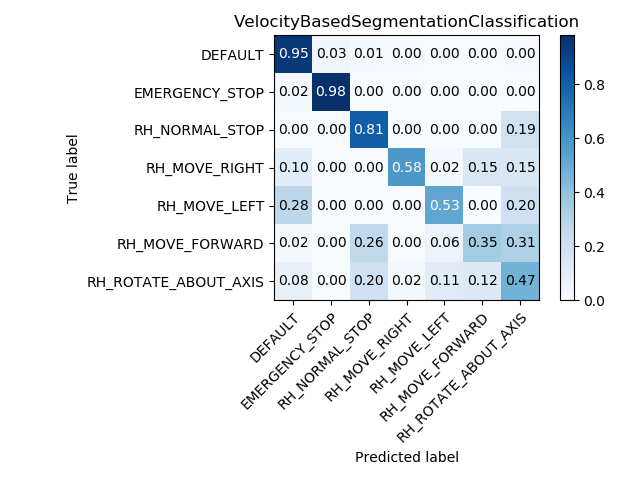 VelocityBasedSegmentationClassification
True label
DEFAULT 0.95 0.03 0.01 0.00 0.00 0.00 0.00
EMERGENCY_STOP 0.02 0.98 0.00 0.00 0.00 0.00 0.00
RH_NORMAL_STOP 0.00 0.00 0.81 0.00 0.00 0.00 0.19
RH_MOVE_RIGHT 0.10 0.00 0.00 0.58 0.02 0.15 0.15
RH_MOVE_LEFT 0.28 0.00 0.00 0.00 0.53 0.00 0.20
RH_MOVE_FORWARD 0.02 0.00 0.26 0.00 0.06 0.35 0.31
RH_ROTATE_ABOUT_AXIS 0.08 0.00 0.20 0.02 0.11 0.12 0.47
DEFAULT
EMERGENCY_STOP
RH_NORMAL_STOP
RH_MOVE_RIGHT
RH_MOVE_LEFT
RH_MOVE_FORWARD
RH_ROTATE_ABOUT_AXIS
Predicted label
0.8
0.6
0.4
0.2
0.0